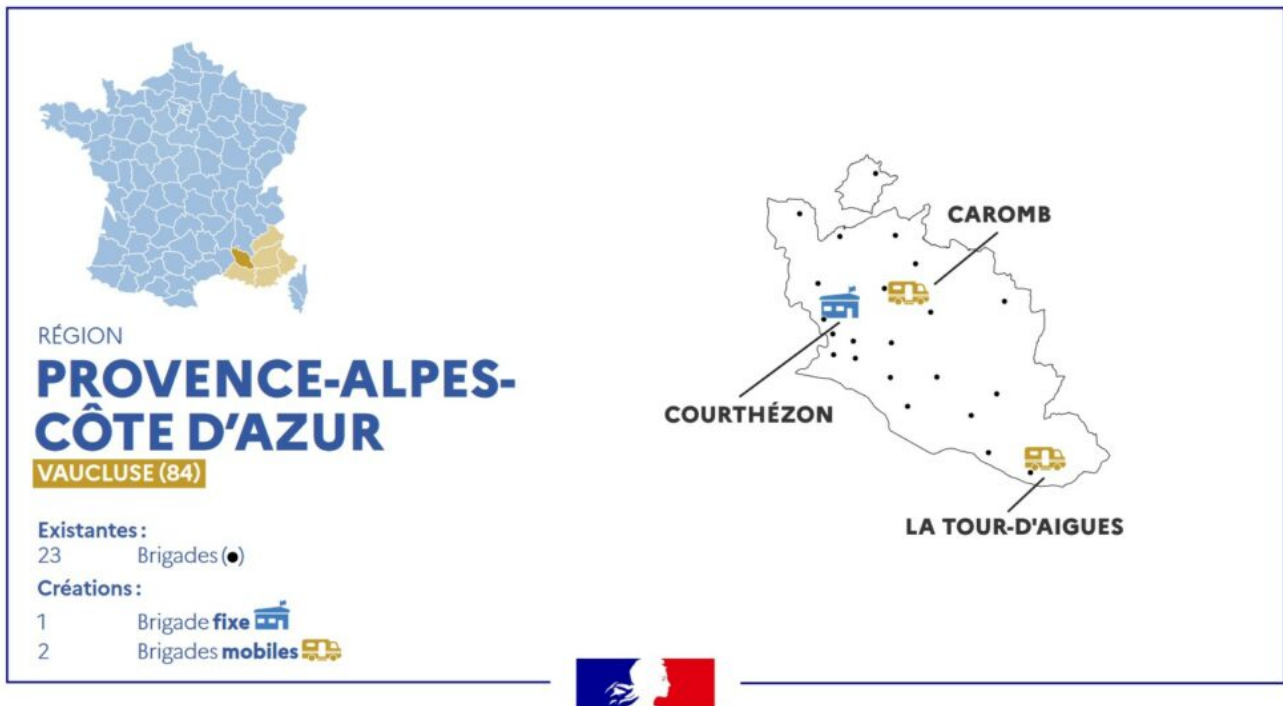 RÉGION
PROVENCE-ALPES-
CÔTE D'AZUR
VAUCLUSE (84)
Existantes :
23 Brigades (●)
Créations :
1 Brigade fixe
2 Brigades mobiles
CAROMB
COURTHÉZON
LA TOUR-D'AIGUES